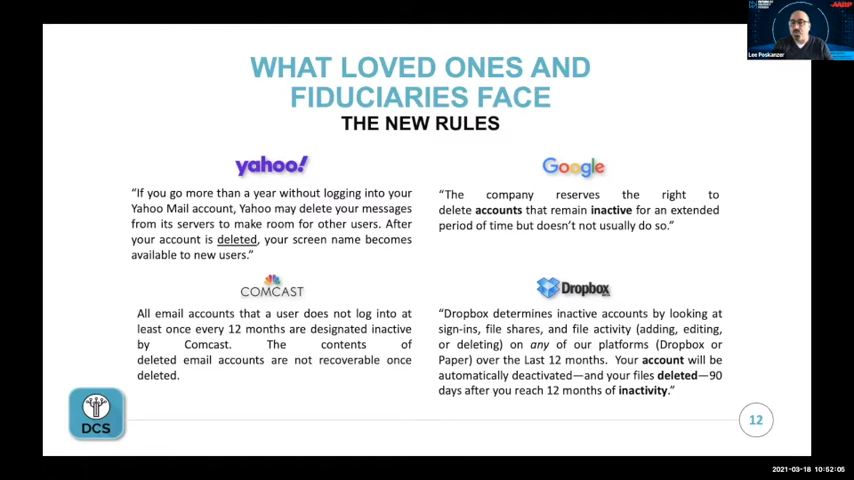 AARP
Lee Poskanzer
WHAT LOVED ONES AND
FIDUCIARIES FACE
THE NEW RULES
yahoo!
“If you go more than a year without logging into your
Yahoo Mail account, Yahoo may delete your messages
from its servers to make room for other users. After
your account is deleted, your screen name becomes
available to new users.”
Google
“The company reserves the right to
delete accounts that remain inactive for an extended
period of time but doesn’t not usually do so.”
COMCAST
All email accounts that a user does not log into at
least once every 12 months are designated inactive
by Comcast. The contents of
deleted email accounts are not recoverable once
deleted.
Dropbox
“Dropbox determines inactive accounts by looking at
sign-ins, file shares, and file activity (adding, editing,
or deleting) on any of our platforms (Dropbox or
Paper) over the Last 12 months. Your account will be
automatically deactivated—and your files deleted—90
days after you reach 12 months of inactivity.”
DCS
12
2021-03-18 10:52:05